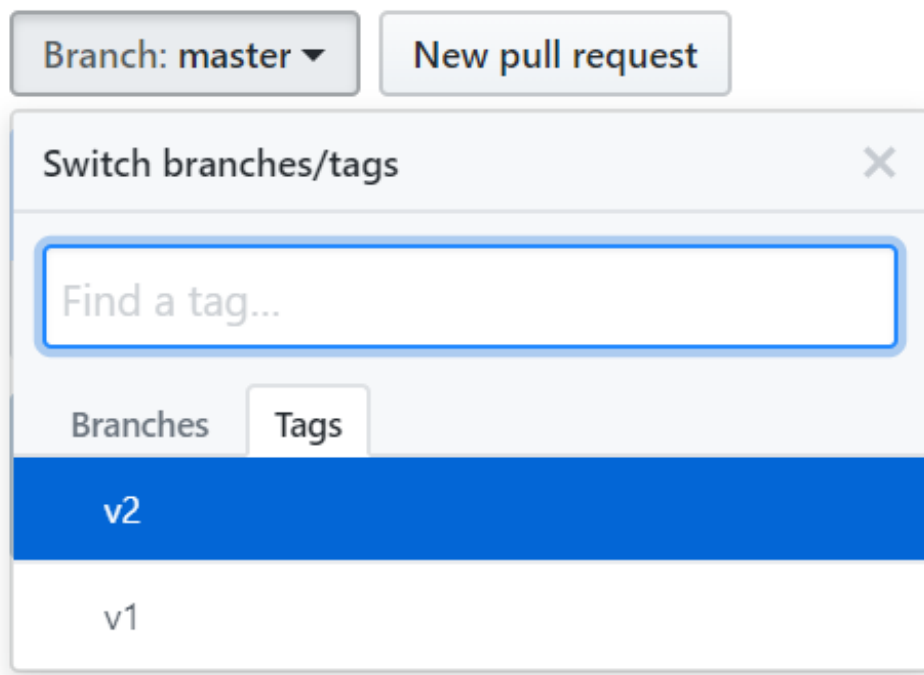 Branch: master New pull request
Switch branches/tags
Find a tag...
Branches Tags
v2
v1